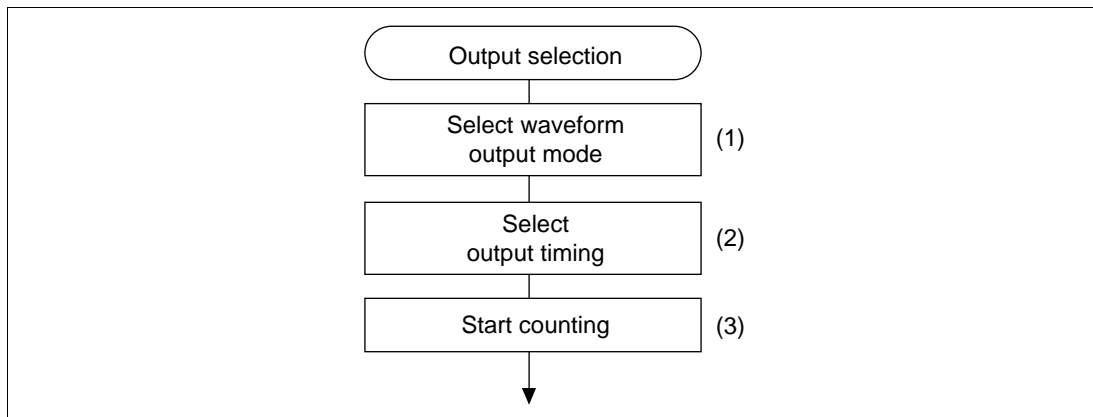 Output selection
Select waveform
output mode
(1)
Select
output timing
(2)
Start counting
(3)